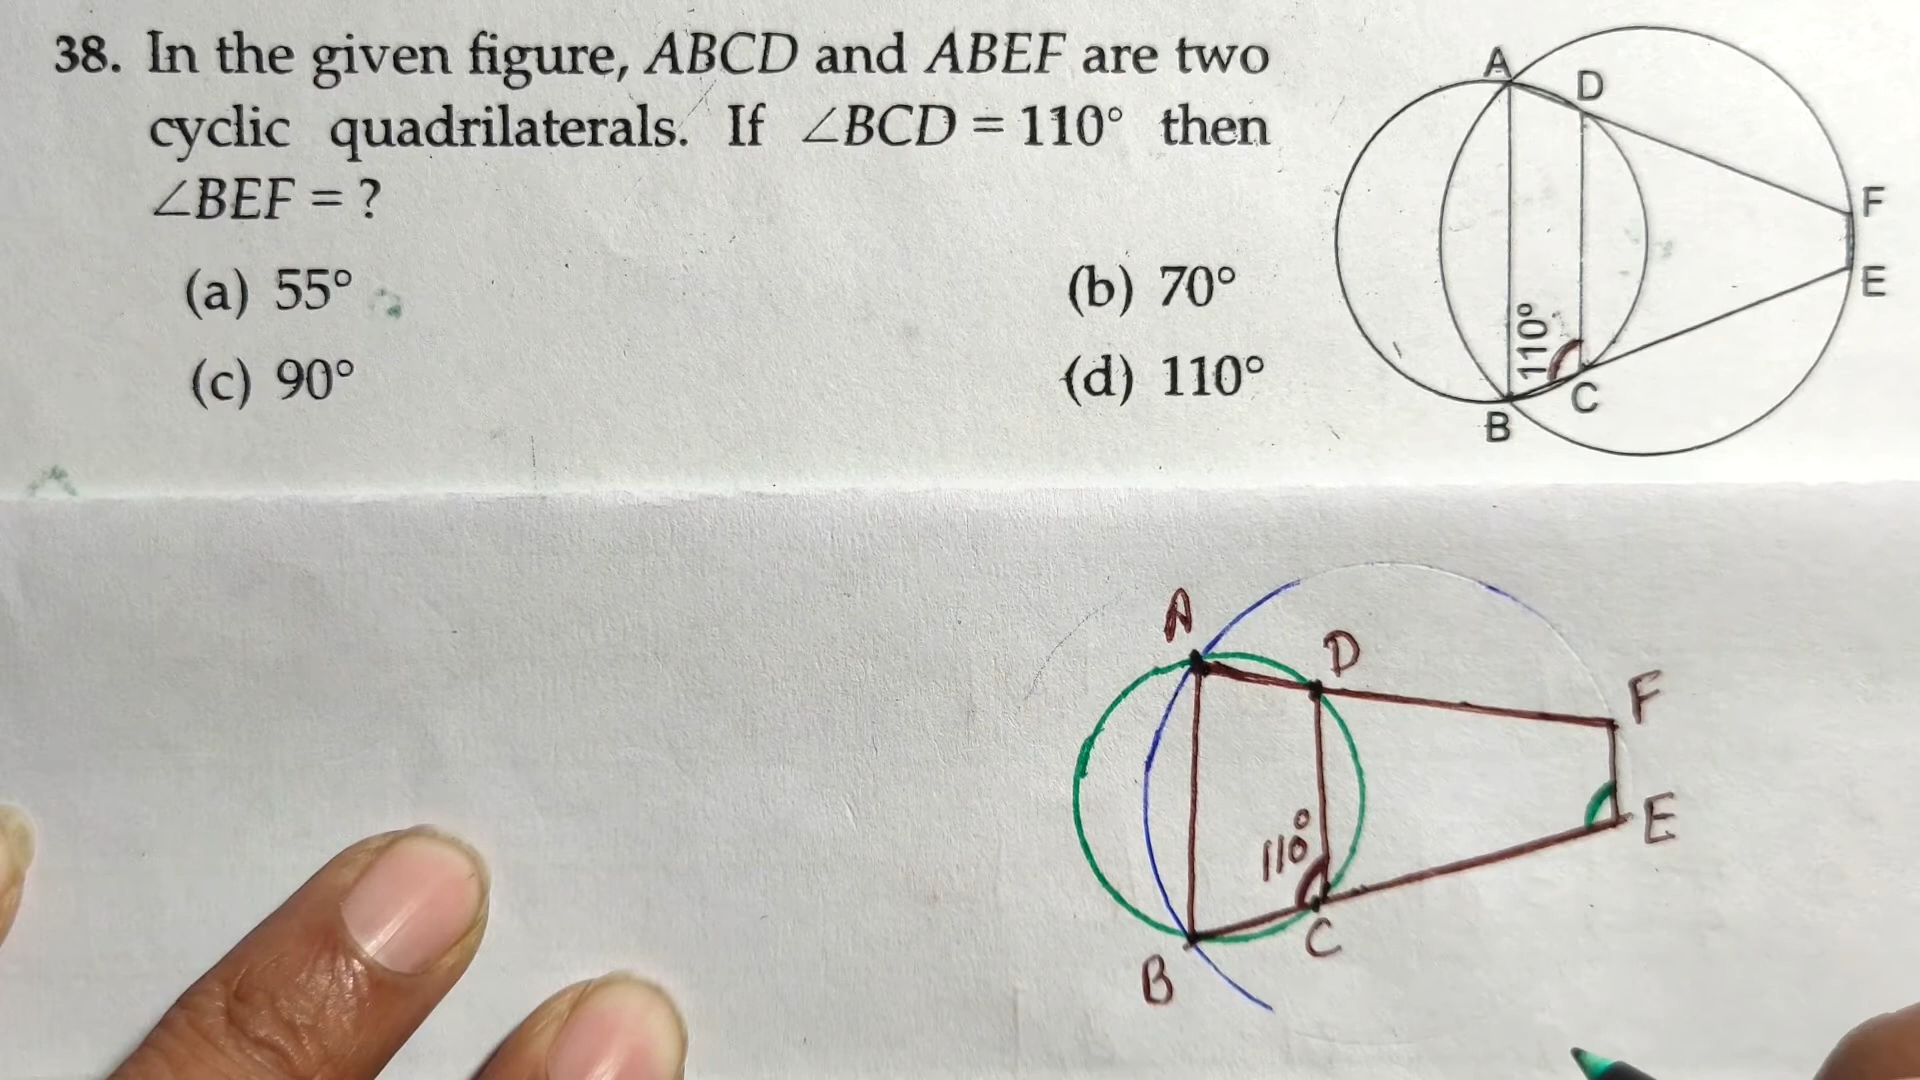 38. In the given figure, ABCD and ABEF are two
cyclic quadrilaterals. If ∠BCD = 110° then
∠BEF = ?
(a) 55°
(b) 70°
(c) 90°
(d) 110°
A
D
F
E
110°
C
B
A
D
F
E
110°
C
B